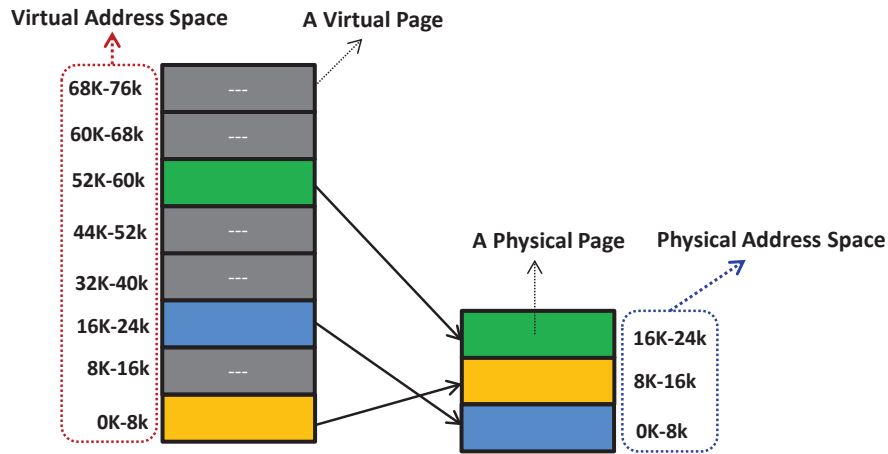 Virtual Address Space
A Virtual Page
68K-76k
---
60K-68k
---
52K-60k
44K-52k
---
32K-40k
---
16K-24k
8K-16k
---
0K-8k
A Physical Page
Physical Address Space
16K-24k
8K-16k
0K-8k